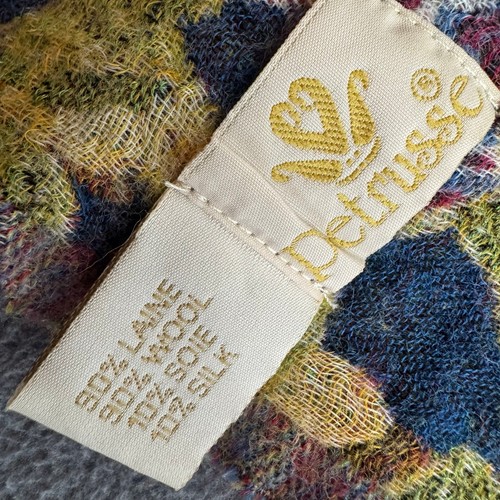 petrusse®
90% LAINE
90% WOOL
10% SOIE
10% SILK